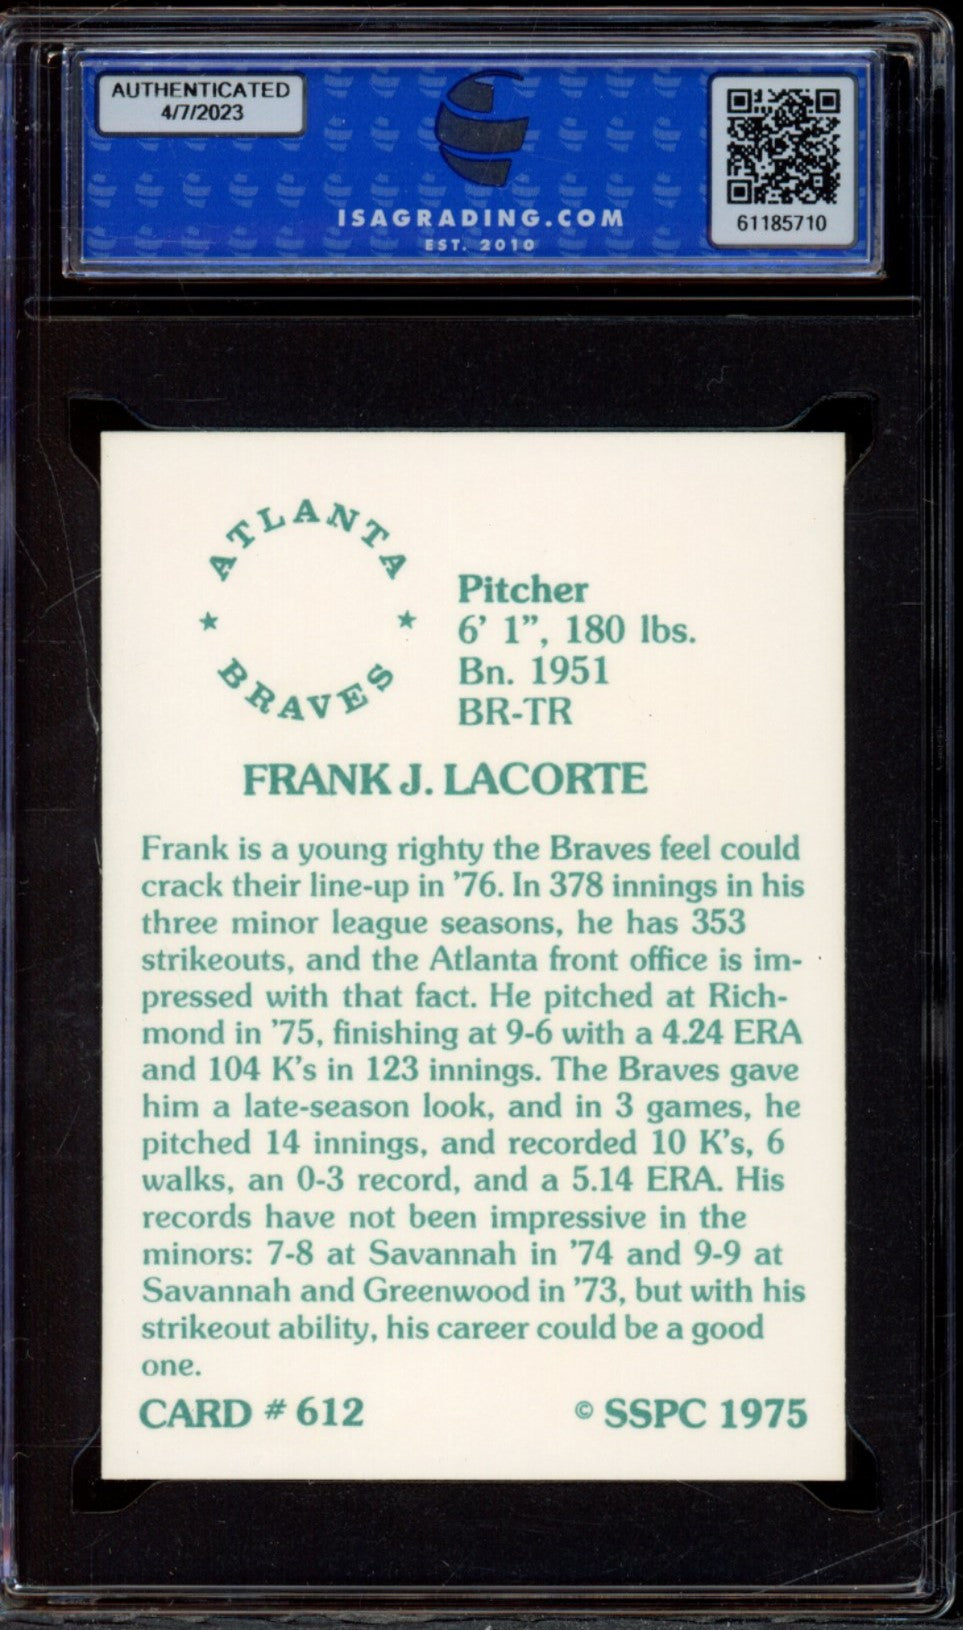 AUTHENTICATED
4/7/2023
ISAGRADING.COM
EST. 2010
61185710
ATLANTA
BRAVES
Pitcher
6' 1", 180 lbs.
Bn. 1951
BR-TR
FRANK J. LACORTE
Frank is a young righty the Braves feel could
crack their line-up in '76. In 378 innings in his
three minor league seasons, he has 353
strikeouts, and the Atlanta front office is im-
pressed with that fact. He pitched at Rich-
mond in '75, finishing at 9-6 with a 4.24 ERA
and 104 K's in 123 innings. The Braves gave
him a late-season look, and in 3 games, he
pitched 14 innings, and recorded 10 K's, 6
walks, an 0-3 record, and a 5.14 ERA. His
records have not been impressive in the
minors: 7-8 at Savannah in '74 and 9-9 at
Savannah and Greenwood in '73, but with his
strikeout ability, his career could be a good
one.
CARD # 612
© SSPC 1975